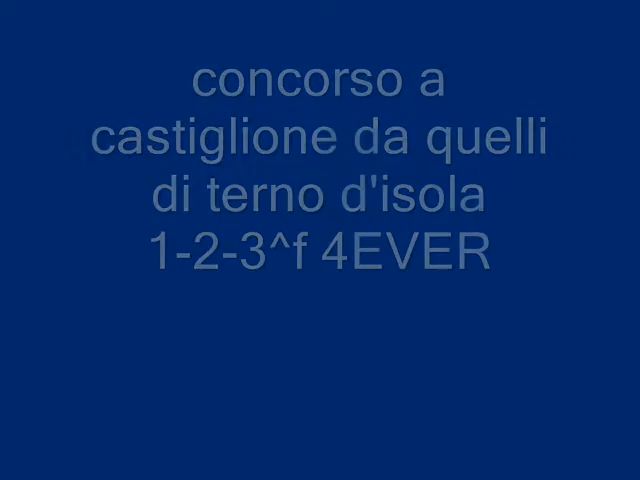 concorso a
castiglione da quelli
di terno d'isola
1-2-3^f 4EVER